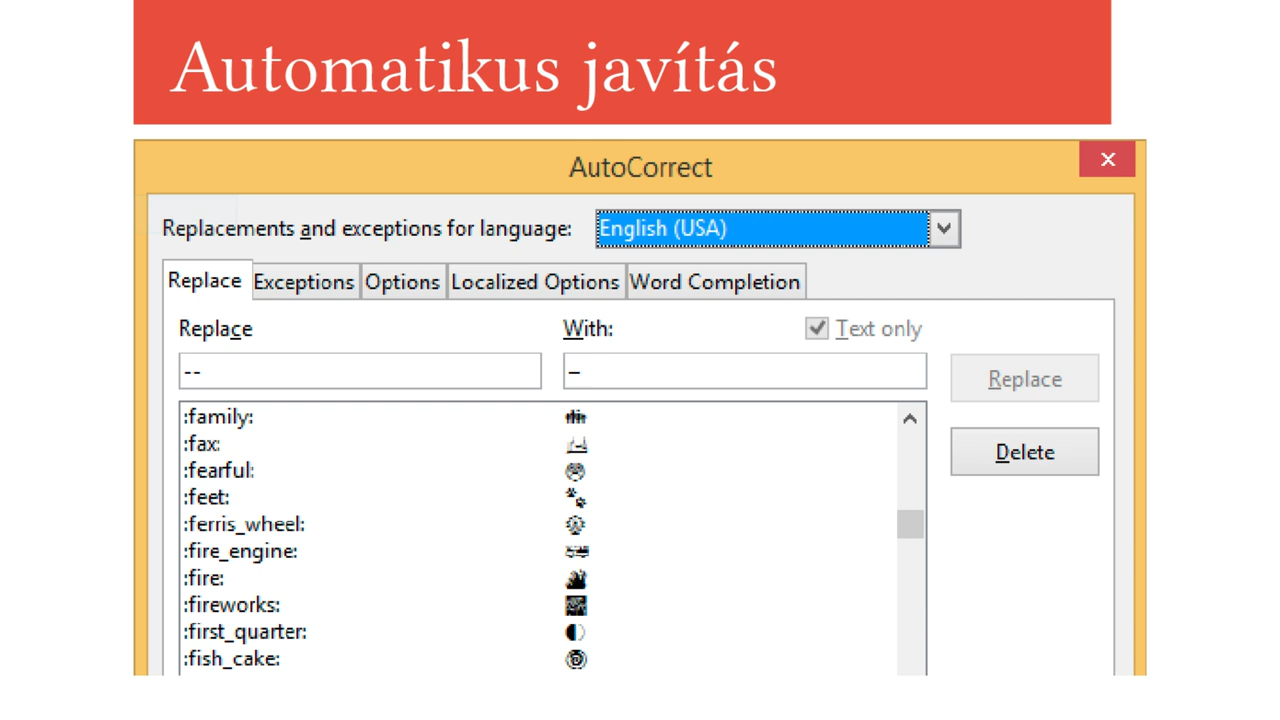 Automatikus javítás
AutoCorrect
Replacements and exceptions for language: English (USA)
Replace Exceptions Options Localized Options Word Completion
Replace With: Text only
-- – Replace
:family:
:fax: Delete
:fearful:
:feet:
:ferris_wheel:
:fire_engine:
:fire:
:fireworks:
:first_quarter:
:fish_cake: